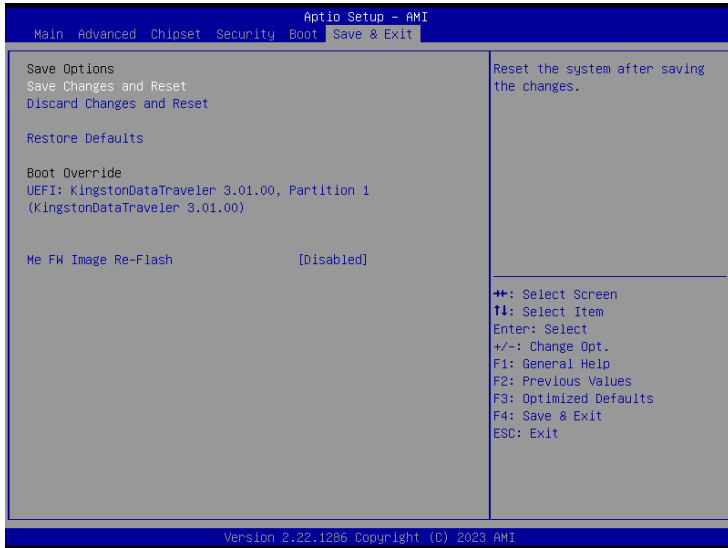 Aptio Setup – AMI
Main Advanced Chipset Security Boot Save & Exit
Save Options
Save Changes and Reset
Discard Changes and Reset
Restore Defaults
Boot Override
UEFI: KingstonDataTraveler 3.01.00, Partition 1
(KingstonDataTraveler 3.01.00)
Me FW Image Re-Flash [Disabled]
Reset the system after saving
the changes.
→←: Select Screen
↑↓: Select Item
Enter: Select
+/-: Change Opt.
F1: General Help
F2: Previous Values
F3: Optimized Defaults
F4: Save & Exit
ESC: Exit
Version 2.22.1286 Copyright (C) 2023 AMI